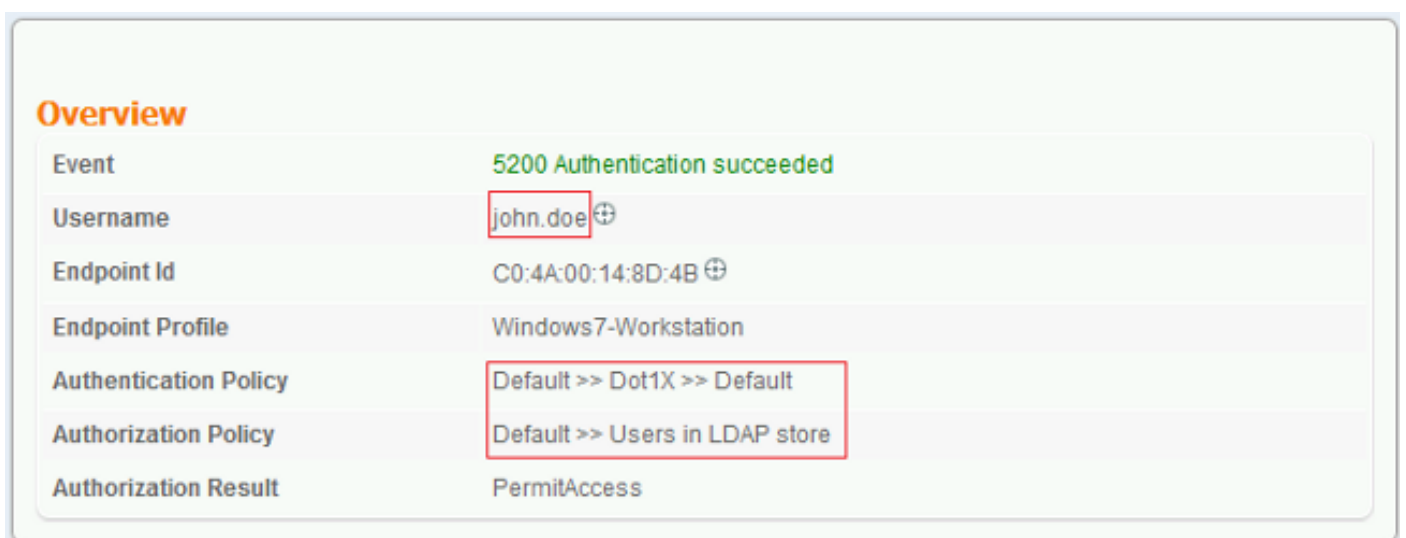 Overview
Event 5200 Authentication succeeded
Username john.doe
Endpoint Id C0:4A:00:14:8D:4B
Endpoint Profile Windows7-Workstation
Authentication Policy Default >> Dot1X >> Default
Authorization Policy Default >> Users in LDAP store
Authorization Result PermitAccess